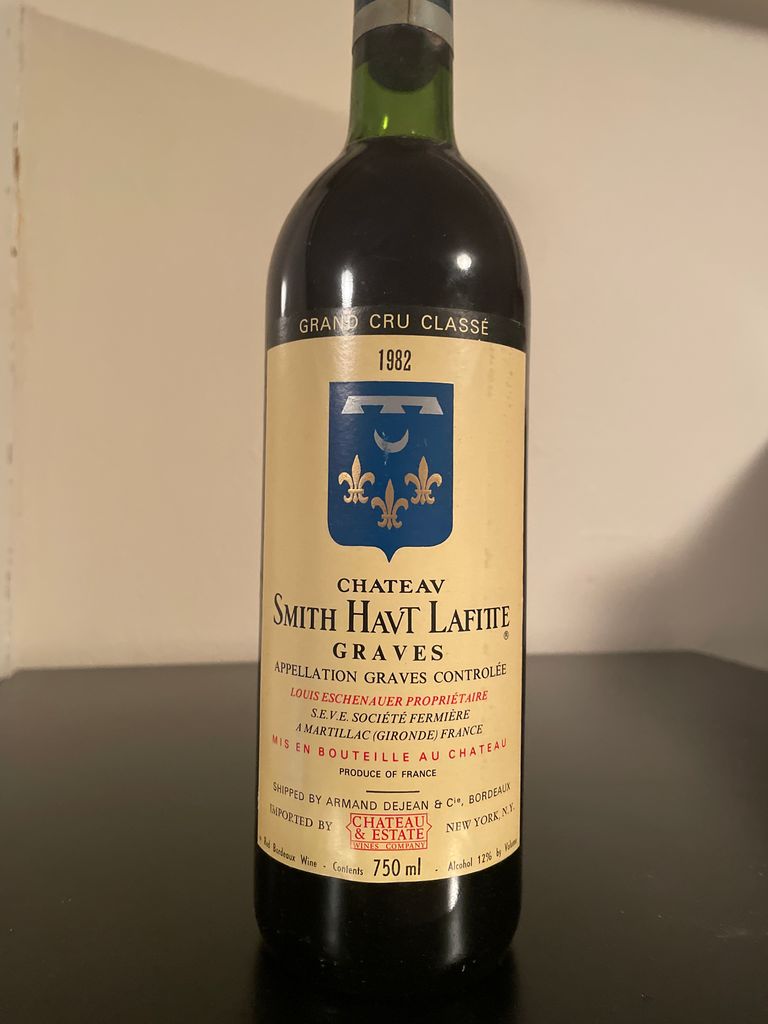 GRAND CRU CLASSÉ
1982
CHATEAV
SMITH HAVT LAFITTE
®
GRAVES
APPELLATION GRAVES CONTROLÉE
LOUIS ESCHENAUER PROPRIÉTAIRE
S.E.V.E. SOCIÉTÉ FERMIÈRE
A MARTILLAC (GIRONDE) FRANCE
MIS EN BOUTEILLE AU CHATEAU
PRODUCE OF FRANCE
SHIPPED BY ARMAND DEJEAN & Cie, BORDEAUX
IMPORTED BY CHATEAU & ESTATE WINES COMPANY NEW YORK, N.Y.
Red Bordeaux Wine - Contents 750 ml - Alcohol 12% by Volume